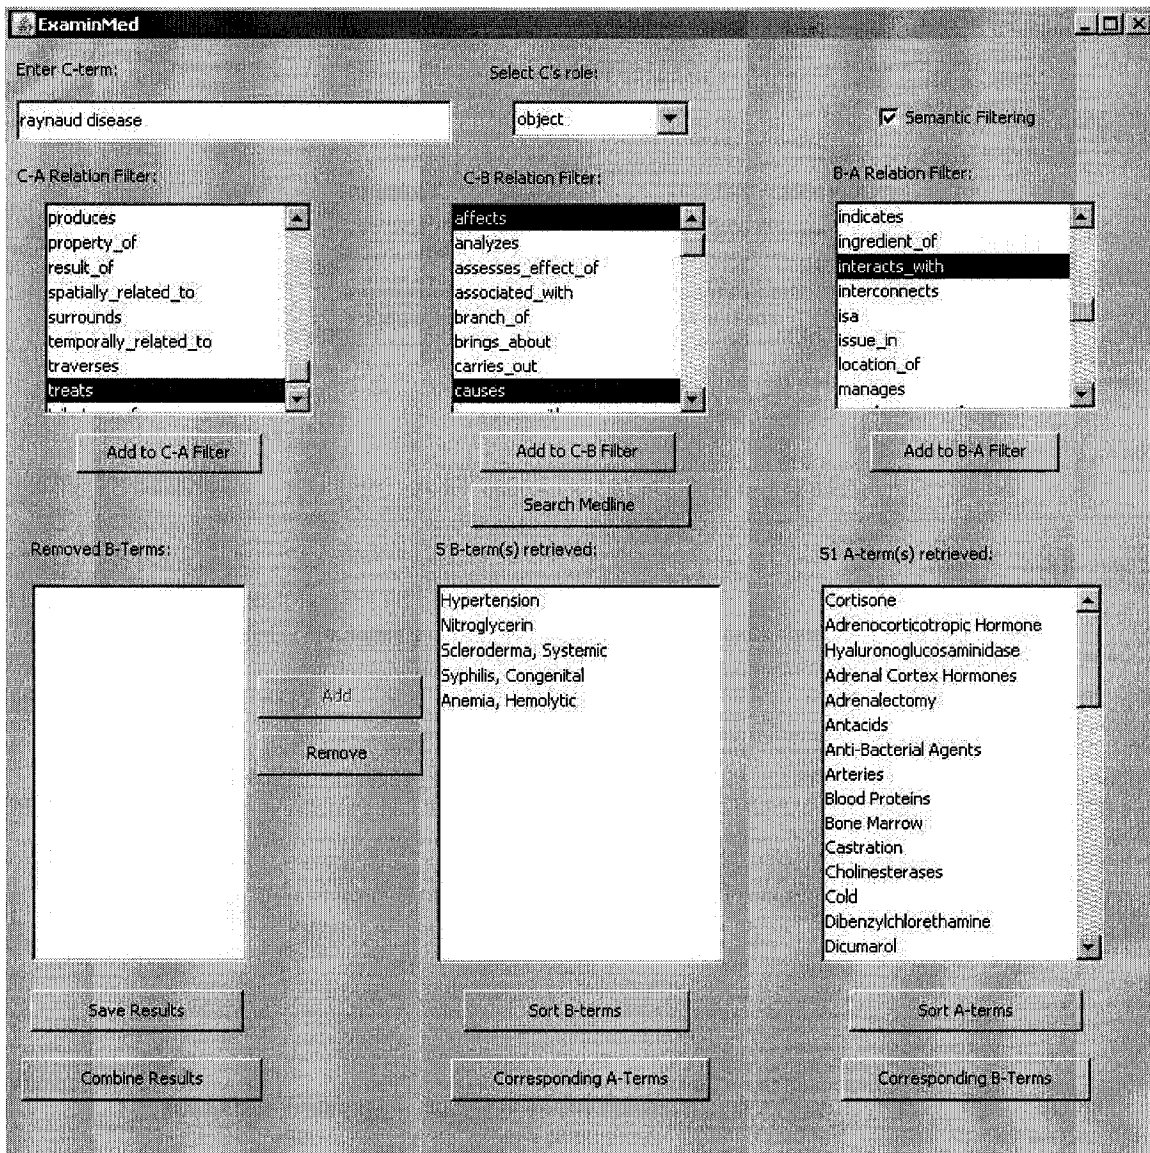 ExaminMed
Enter C-term:
Select C's role:
raynaud disease
object
Semantic Filtering
C-A Relation Filter:
C-B Relation Filter:
B-A Relation Filter:
produces
property_of
result_of
spatially_related_to
surrounds
temporally_related_to
traverses
treats
affects
analyzes
assesses_effect_of
associated_with
branch_of
brings_about
carries_out
causes
indicates
ingredient_of
interacts_with
interconnects
isa
issue_in
location_of
manages
Add to C-A Filter
Add to C-B Filter
Add to B-A Filter
Search Medline
Removed B-Terms:
5 B-term(s) retrieved:
51 A-term(s) retrieved:
Hypertension
Nitroglycerin
Scleroderma, Systemic
Syphilis, Congenital
Anemia, Hemolytic
Add
Remove
Cortisone
Adrenocorticotropic Hormone
Hyaluronoglucosaminidase
Adrenal Cortex Hormones
Adrenalectomy
Antacids
Anti-Bacterial Agents
Arteries
Blood Proteins
Bone Marrow
Castration
Cholinesterases
Cold
Dibenzylchlorethamine
Dicumarol
Save Results
Sort B-terms
Sort A-terms
Combine Results
Corresponding A-Terms
Corresponding B-Terms